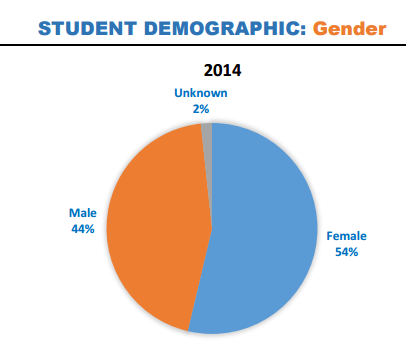 STUDENT DEMOGRAPHIC: Gender
2014
Unknown
2%
Male
44%
Female
54%